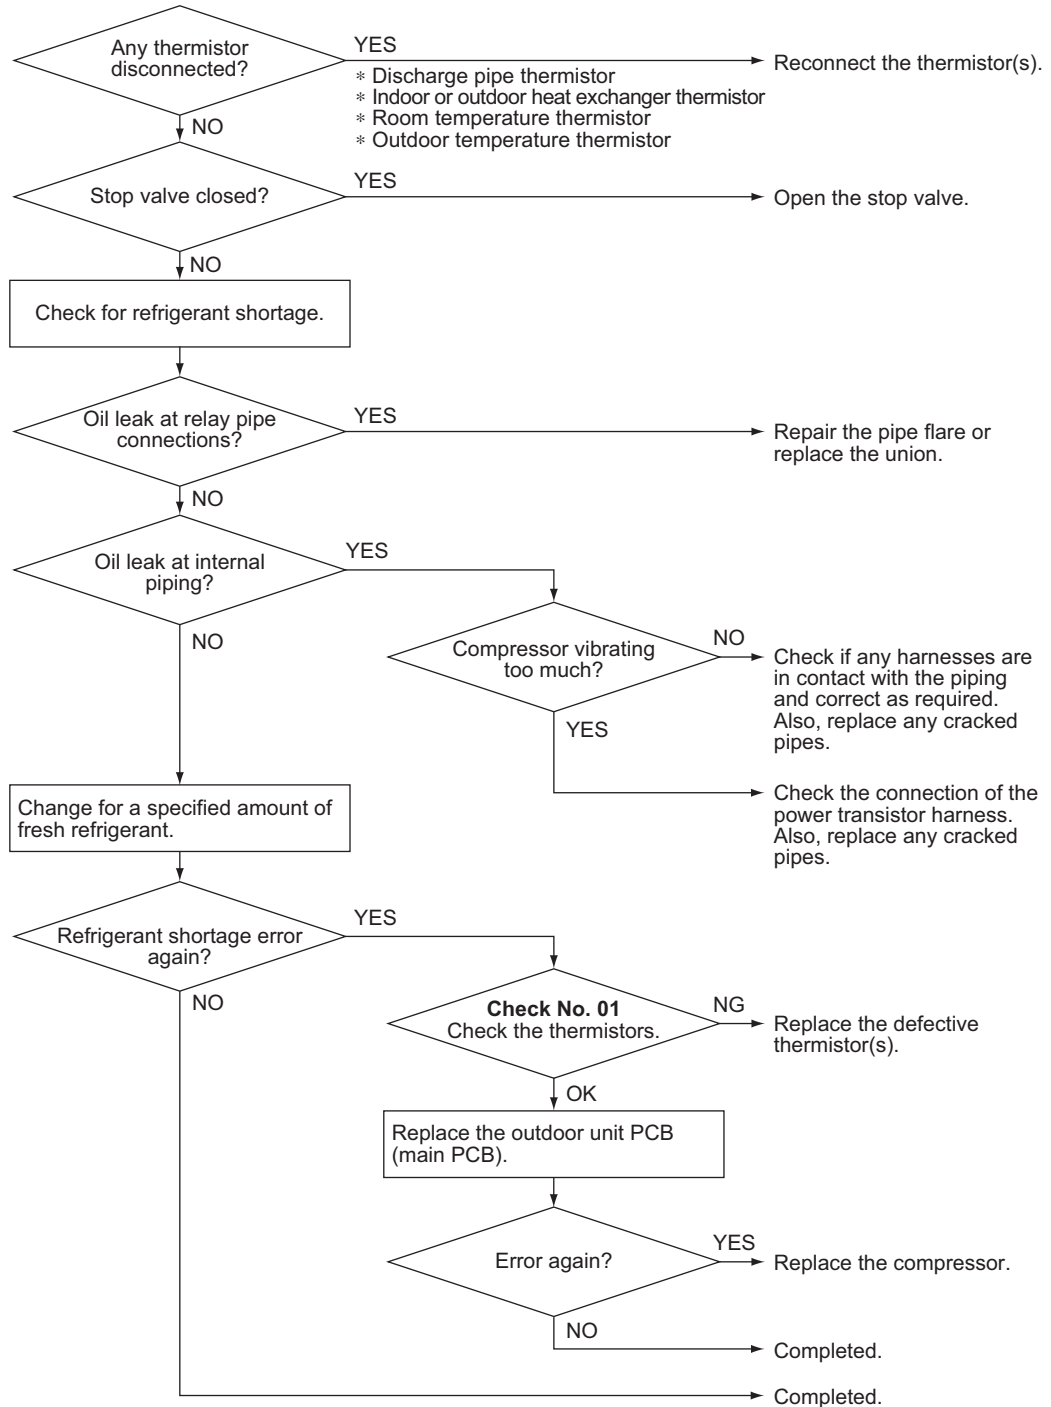 Any thermistor
disconnected?
YES
∗ Discharge pipe thermistor
∗ Indoor or outdoor heat exchanger thermistor
∗ Room temperature thermistor
∗ Outdoor temperature thermistor
Reconnect the thermistor(s).
NO
Stop valve closed?
YES
Open the stop valve.
NO
Check for refrigerant shortage.
Oil leak at relay pipe
connections?
YES
Repair the pipe flare or
replace the union.
NO
Oil leak at internal
piping?
YES
NO
Compressor vibrating
too much?
NO
Check if any harnesses are
in contact with the piping
and correct as required.
Also, replace any cracked
pipes.
YES
Check the connection of the
power transistor harness.
Also, replace any cracked
pipes.
Change for a specified amount of
fresh refrigerant.
Refrigerant shortage error
again?
YES
NO
Check No. 01
Check the thermistors.
NG
Replace the defective
thermistor(s).
OK
Replace the outdoor unit PCB
(main PCB).
Error again?
YES
Replace the compressor.
NO
Completed.
Completed.